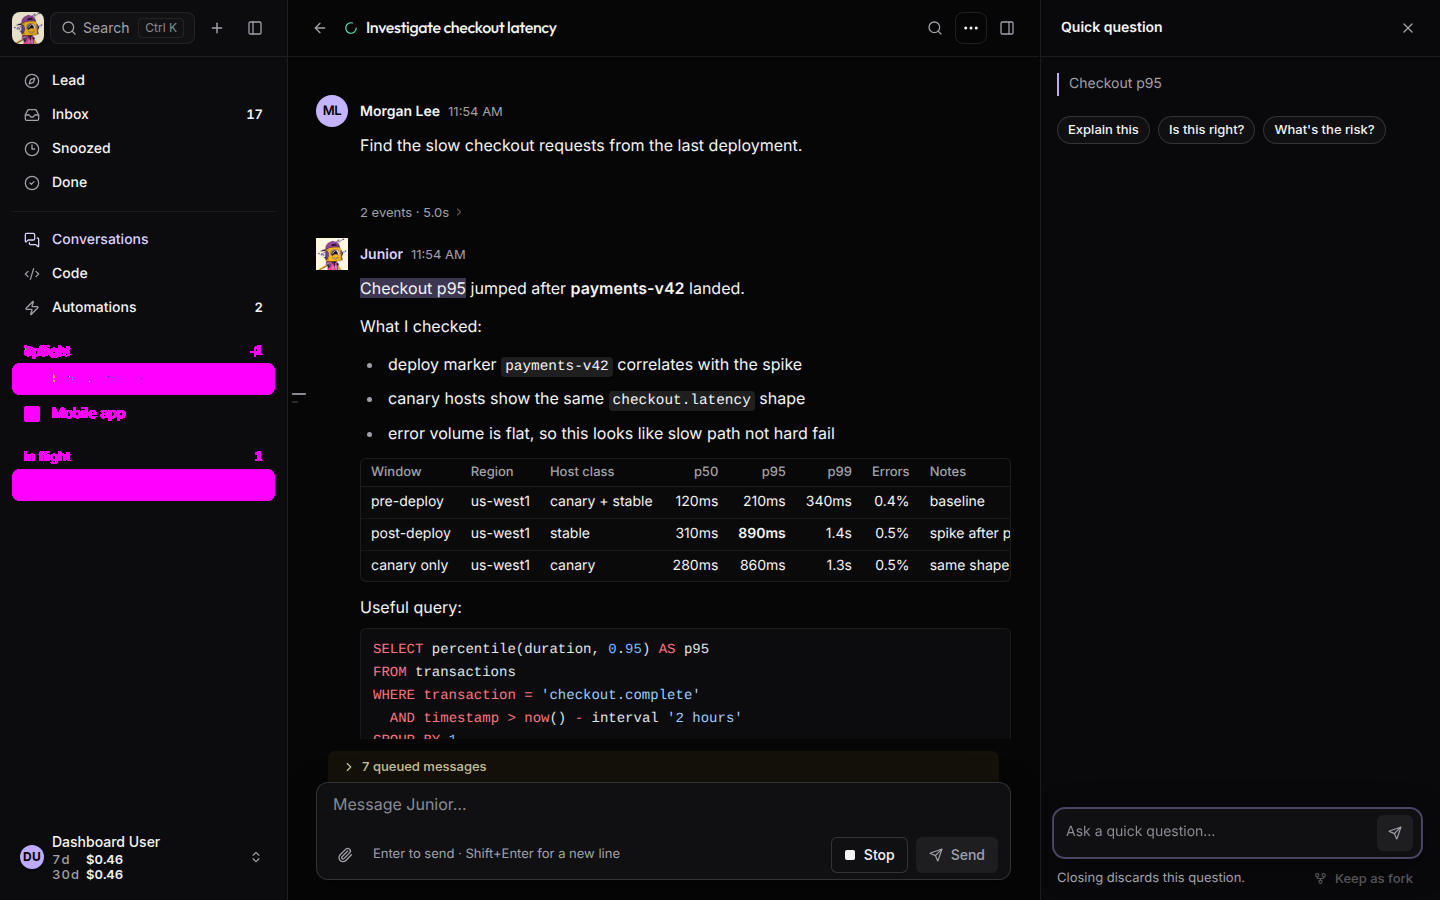 Search Ctrl K
Lead
Inbox 17
Snoozed
Done
Conversations
Code
Automations 2
Mobile app
In flight 1
DU
Dashboard User
7d $0.46
30d $0.46
Investigate checkout latency
ML
Morgan Lee 11:54 AM
Find the slow checkout requests from the last deployment.
2 events · 5.0s
Junior 11:54 AM
Checkout p95 jumped after payments-v42 landed.
What I checked:
deploy marker payments-v42 correlates with the spike
canary hosts show the same checkout.latency shape
error volume is flat, so this looks like slow path not hard fail
Window Region Host class p50 p95 p99 Errors Notes
pre-deploy us-west1 canary + stable 120ms 210ms 340ms 0.4% baseline
post-deploy us-west1 stable 310ms 890ms 1.4s 0.5% spike after p
canary only us-west1 canary 280ms 860ms 1.3s 0.5% same shape
Useful query:
SELECT percentile(duration, 0.95) AS p95
FROM transactions
WHERE transaction = 'checkout.complete'
AND timestamp > now() - interval '2 hours'
GROUP BY 1
7 queued messages
Message Junior...
Enter to send · Shift+Enter for a new line
Stop
Send
Quick question
Checkout p95
Explain this
Is this right?
What's the risk?
Ask a quick question...
Closing discards this question.
Keep as fork